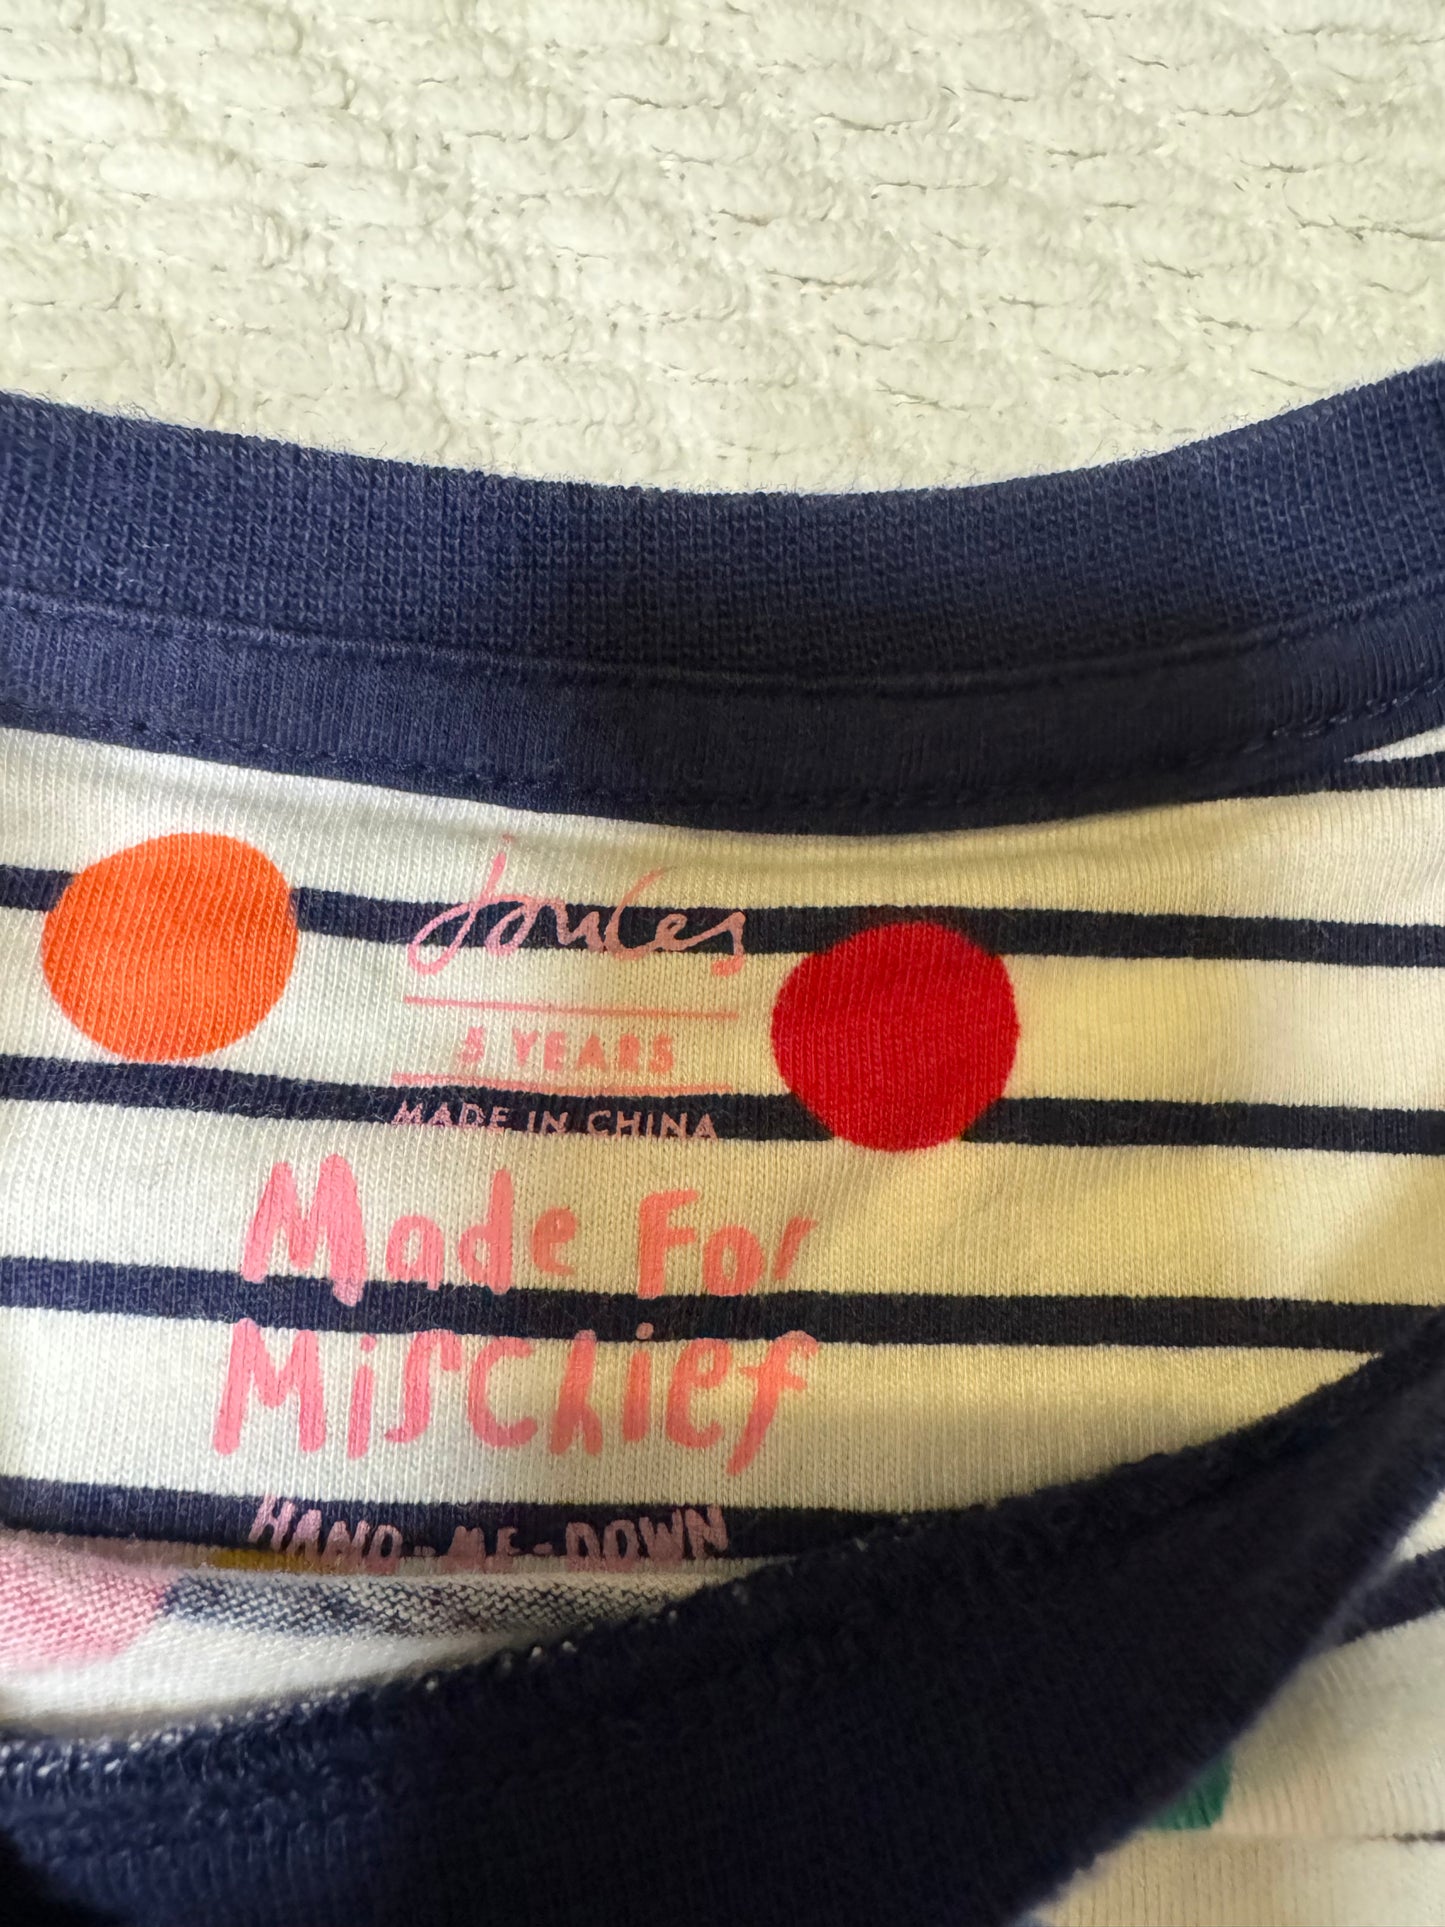 Joules
5 YEARS
MADE IN CHINA
Made For
Mischief
HAND-ME-DOWN